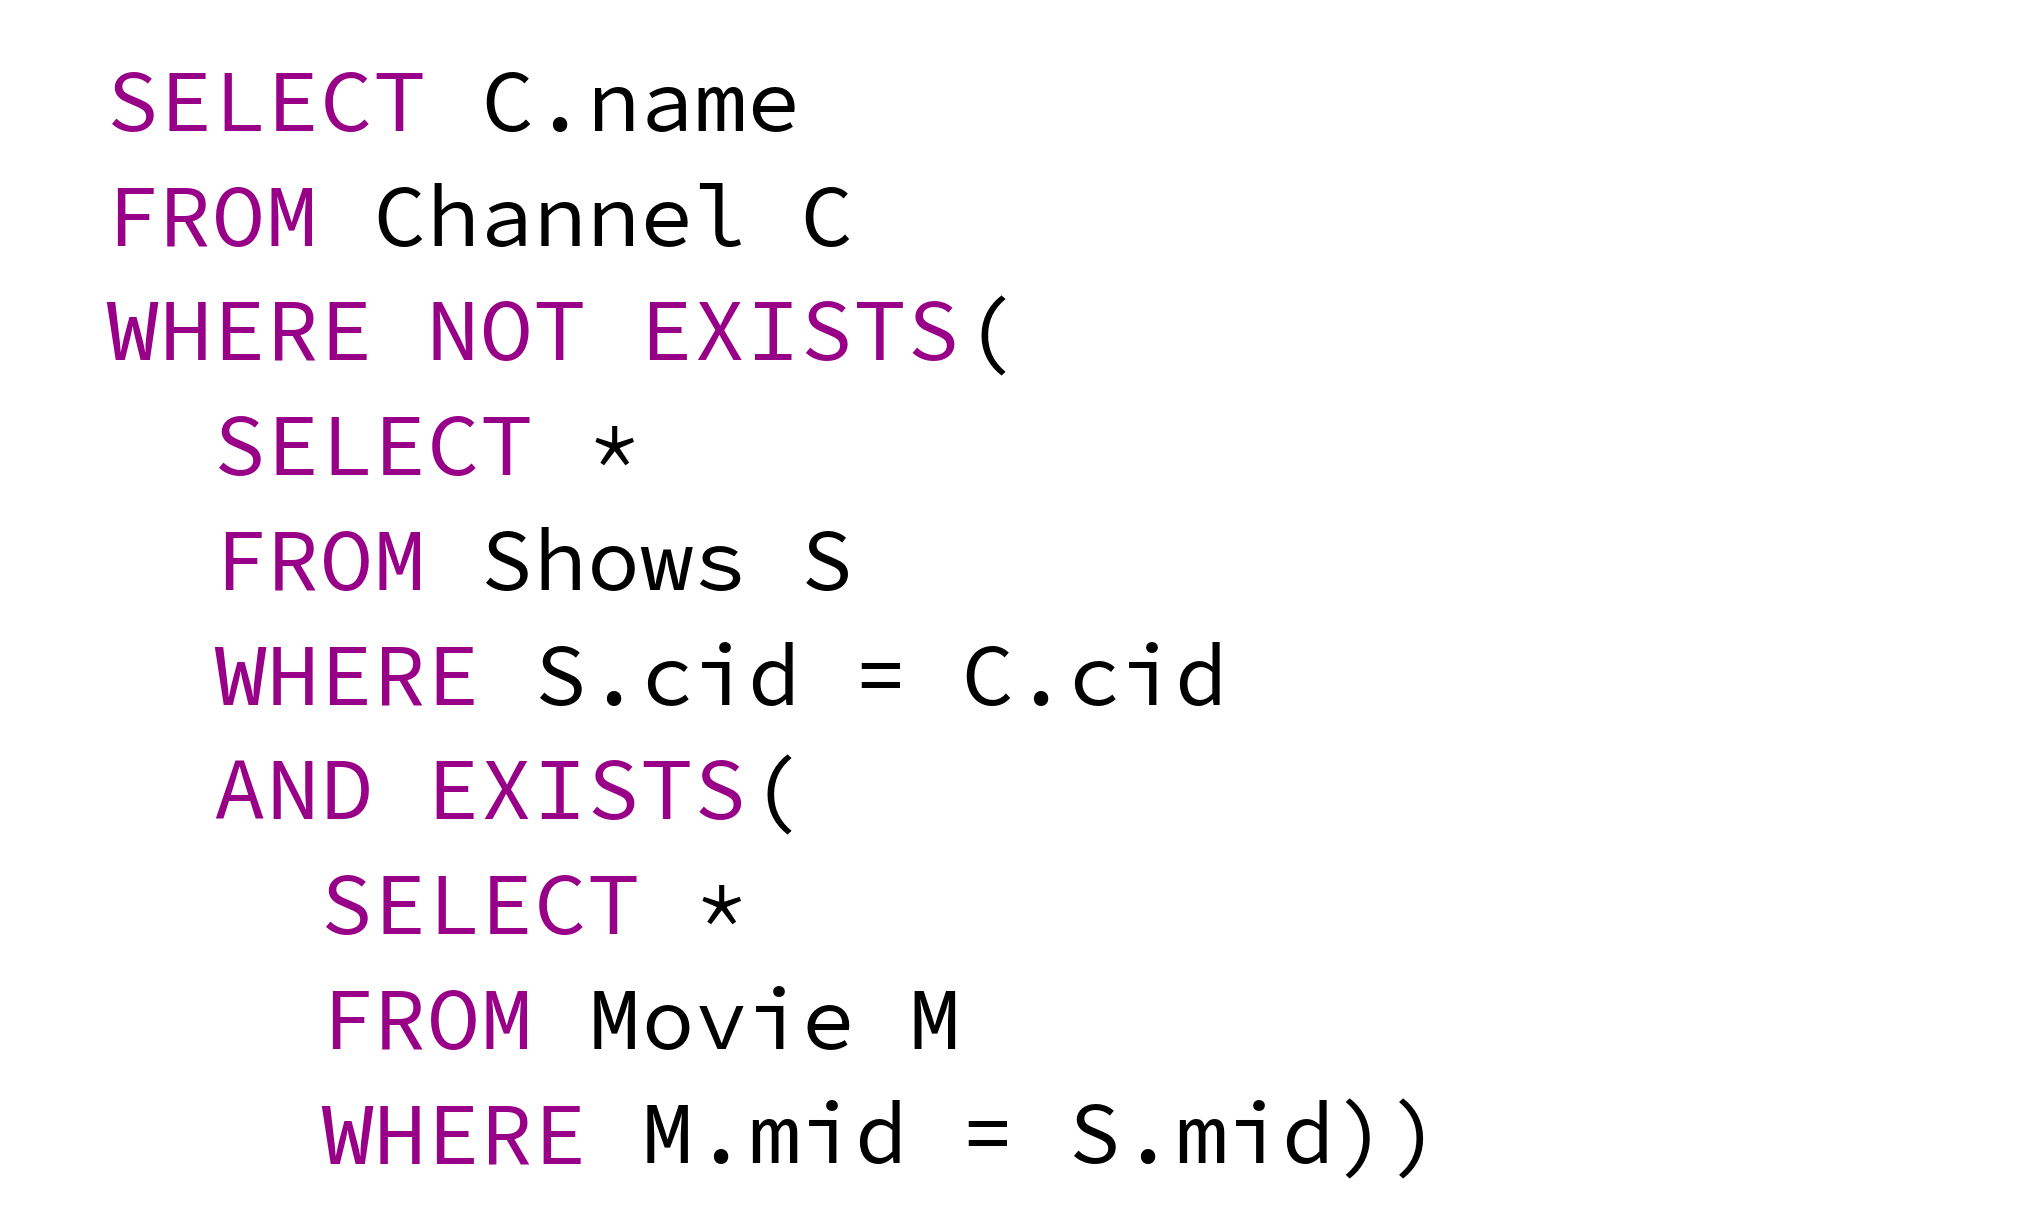 SELECT C.name
FROM Channel C
WHERE NOT EXISTS(
  SELECT *
  FROM Shows S
  WHERE S.cid = C.cid
  AND EXISTS(
    SELECT *
    FROM Movie M
    WHERE M.mid = S.mid))